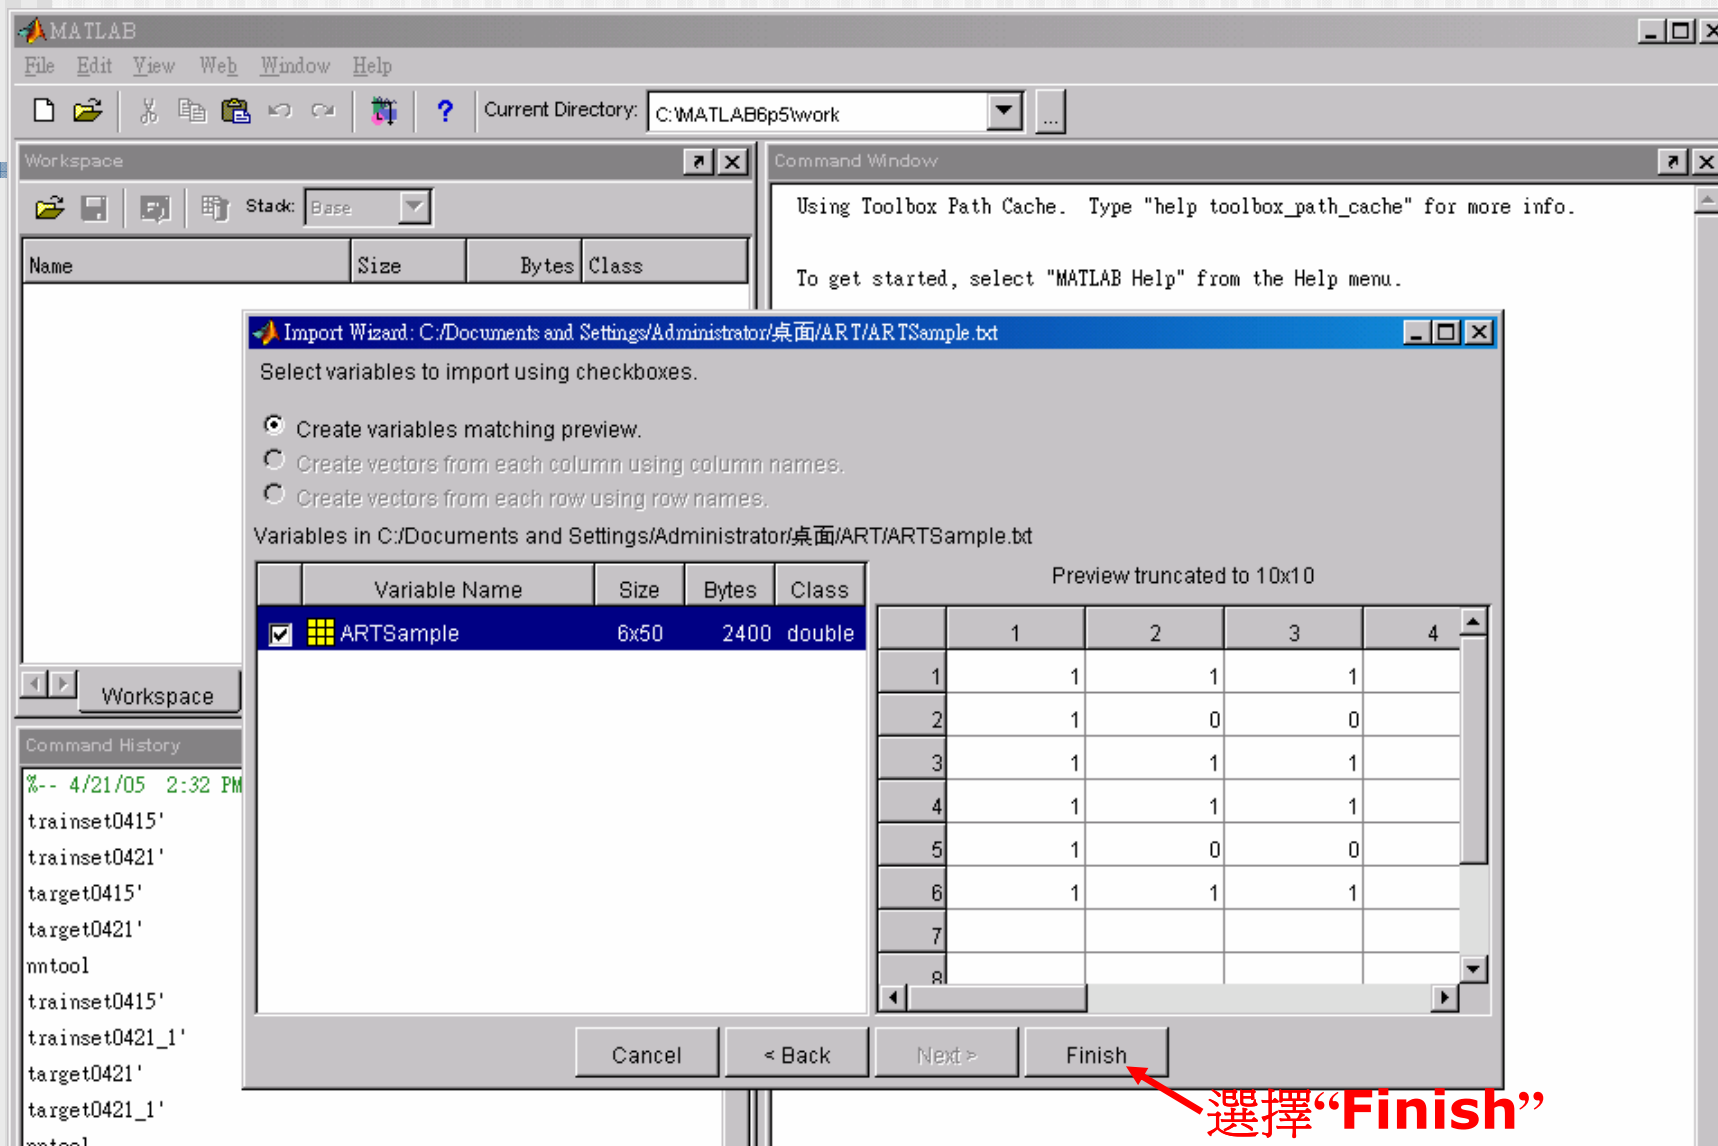 MATLAB
File Edit View Web Window Help
Current Directory: C:\MATLAB6p5\work ...
Workspace
Stack: Base
Name Size Bytes Class
Workspace
Command History
%-- 4/21/05 2:32 PM
trainset0415'
trainset0421'
target0415'
target0421'
nntool
trainset0415'
trainset0421_1'
target0421'
target0421_1'
nntool
Command Window
Using Toolbox Path Cache. Type "help toolbox_path_cache" for more info.
To get started, select "MATLAB Help" from the Help menu.
Import Wizard: C:/Documents and Settings/Administrator/桌面/ART/ARTSample.txt
Select variables to import using checkboxes.
Create variables matching preview.
Create vectors from each column using column names.
Create vectors from each row using row names.
Variables in C:/Documents and Settings/Administrator/桌面/ART/ARTSample.txt
Variable Name Size Bytes Class
ARTSample 6x50 2400 double
Preview truncated to 10x10
1 2 3 4
1 1 1 1
2 1 0 0
3 1 1 1
4 1 1 1
5 1 0 0
6 1 1 1
7
8
Cancel < Back Next > Finish
選擇“Finish”